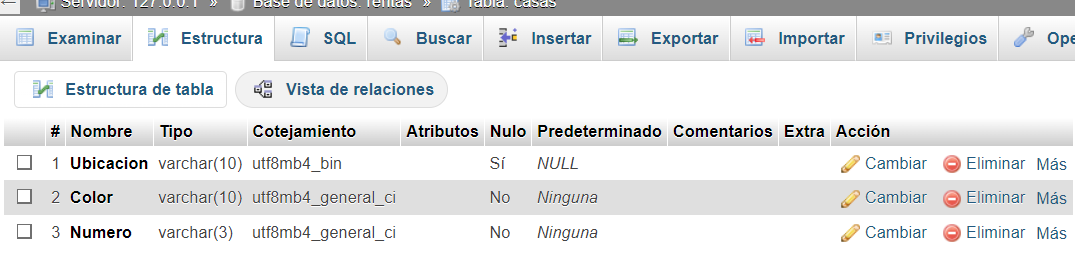 Servidor: 127.0.0.1 » Base de datos: rentas » Tabla: casas
Examinar Estructura SQL Buscar Insertar Exportar Importar Privilegios Ope
Estructura de tabla Vista de relaciones
# Nombre Tipo Cotejamiento Atributos Nulo Predeterminado Comentarios Extra Acción
1 Ubicacion varchar(10) utf8mb4_bin Sí NULL Cambiar Eliminar Más
2 Color varchar(10) utf8mb4_general_ci No Ninguna Cambiar Eliminar Más
3 Numero varchar(3) utf8mb4_general_ci No Ninguna Cambiar Eliminar Más